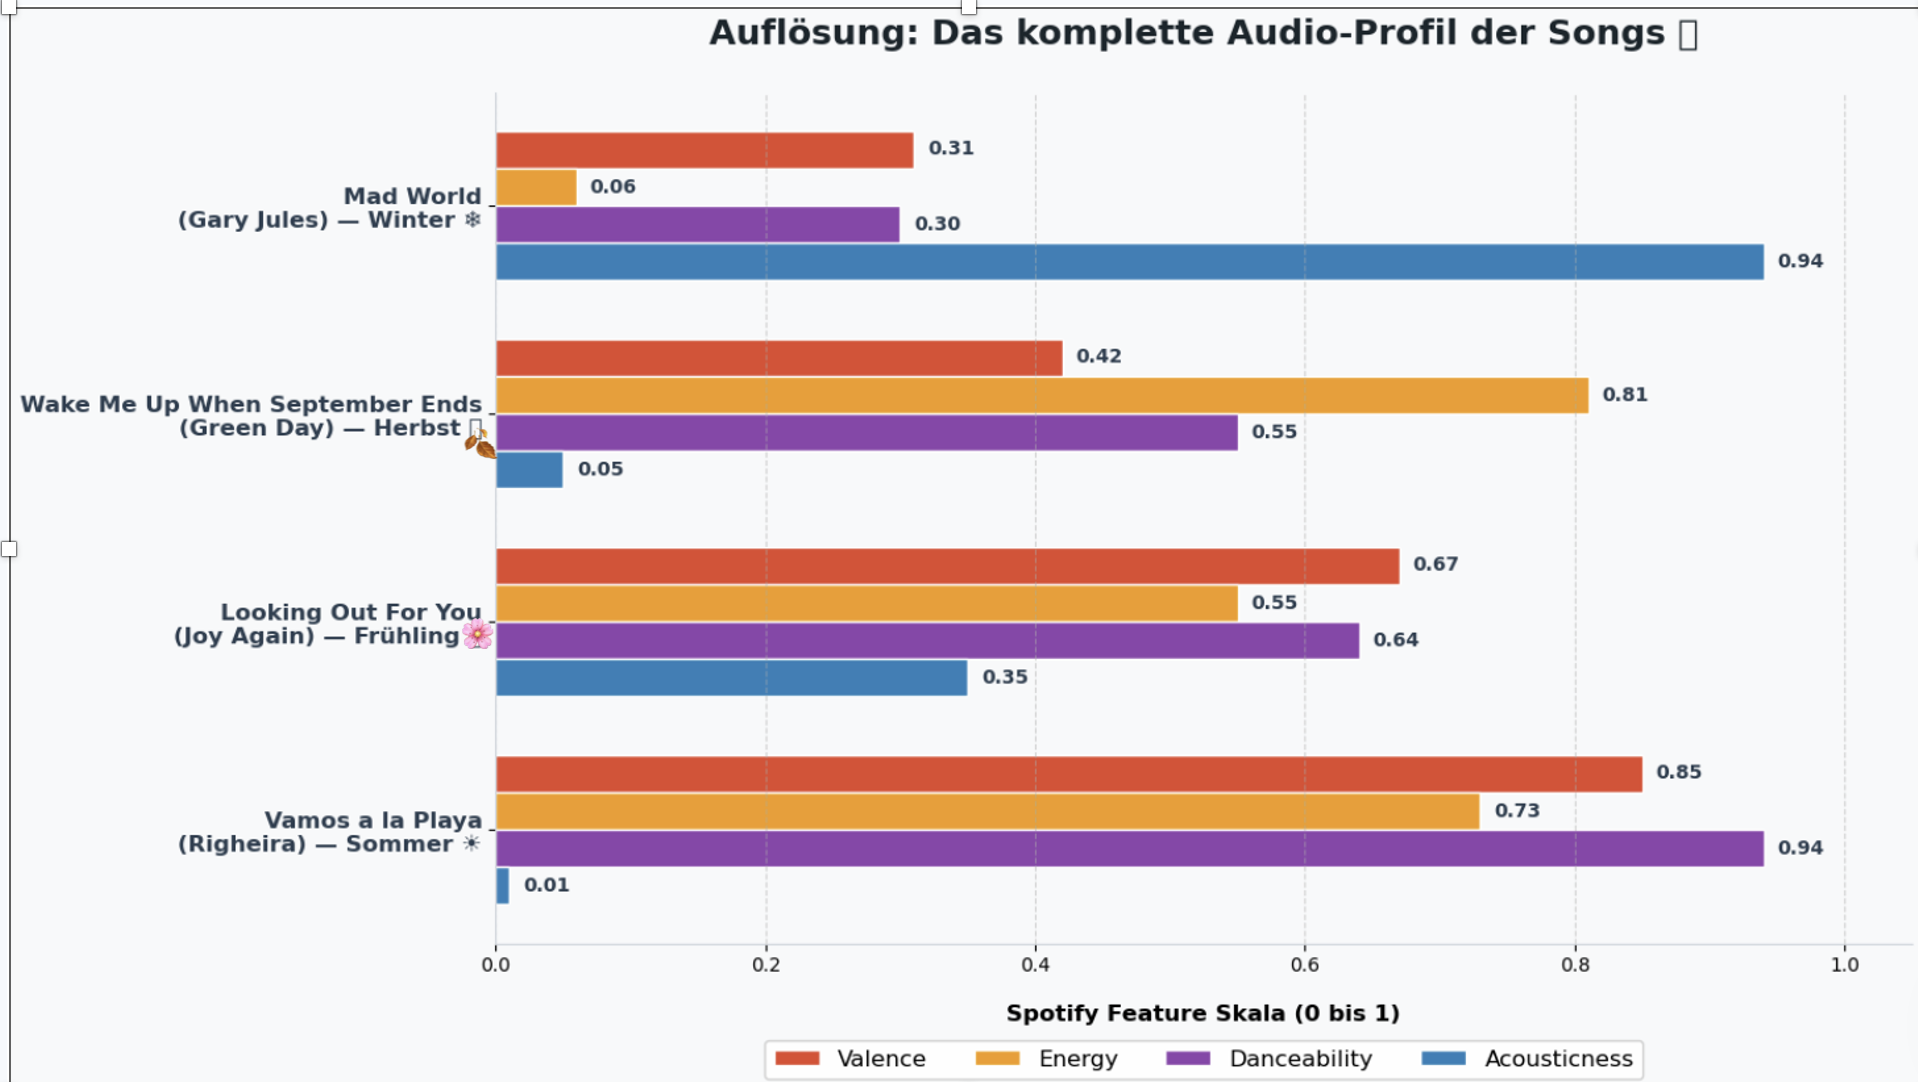 Auflösung: Das komplette Audio-Profil der Songs
Mad World
(Gary Jules) — Winter ❄
0.31
0.06
0.30
0.94
Wake Me Up When September Ends
(Green Day) — Herbst
0.42
0.81
0.55
0.05
Looking Out For You
(Joy Again) — Frühling🌸
0.67
0.55
0.64
0.35
Vamos a la Playa
(Righeira) — Sommer ☀
0.85
0.73
0.94
0.01
0.0 0.2 0.4 0.6 0.8 1.0
Spotify Feature Skala (0 bis 1)
Valence Energy Danceability Acousticness